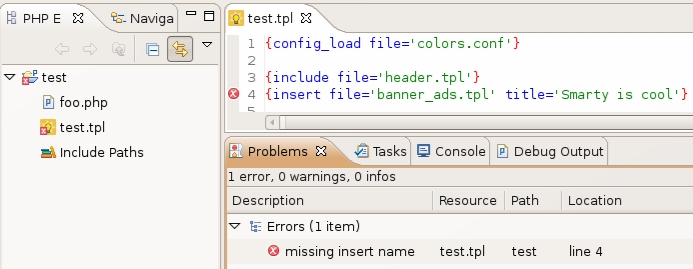 PHP E
Naviga
test
foo.php
test.tpl
Include Paths
test.tpl
1 {config_load file='colors.conf'}
2
3 {include file='header.tpl'}
4 {insert file='banner_ads.tpl' title='Smarty is cool'}
5
Problems Tasks Console Debug Output
1 error, 0 warnings, 0 infos
Description Resource Path Location
Errors (1 item)
missing insert name test.tpl test line 4